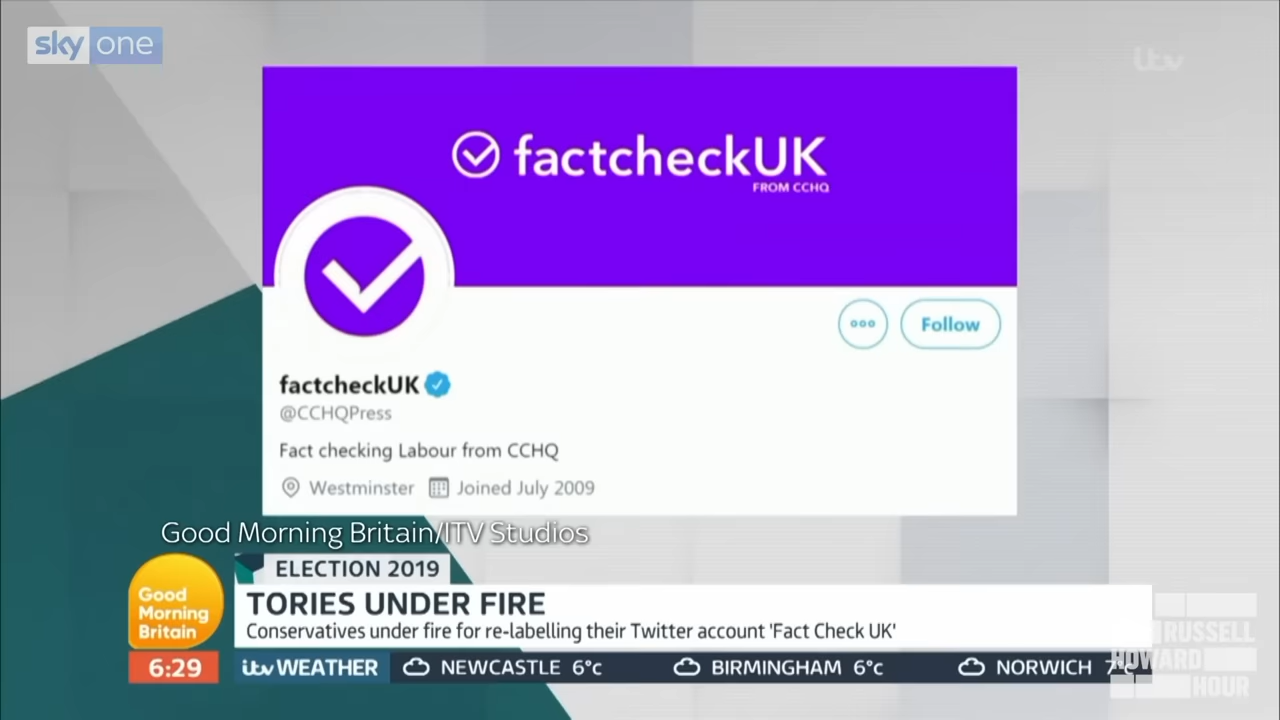 sky one
itv
factcheckUK
FROM CCHQ
Follow
factcheckUK
@CCHQPress
Fact checking Labour from CCHQ
Westminster Joined July 2009
Good Morning Britain/ITV Studios
ELECTION 2019
Good
Morning
Britain
TORIES UNDER FIRE
Conservatives under fire for re-labelling their Twitter account 'Fact Check UK'
6:29 itv WEATHER NEWCASTLE 6°c BIRMINGHAM 6°c NORWICH
RUSSELL
HOWARD
HOUR